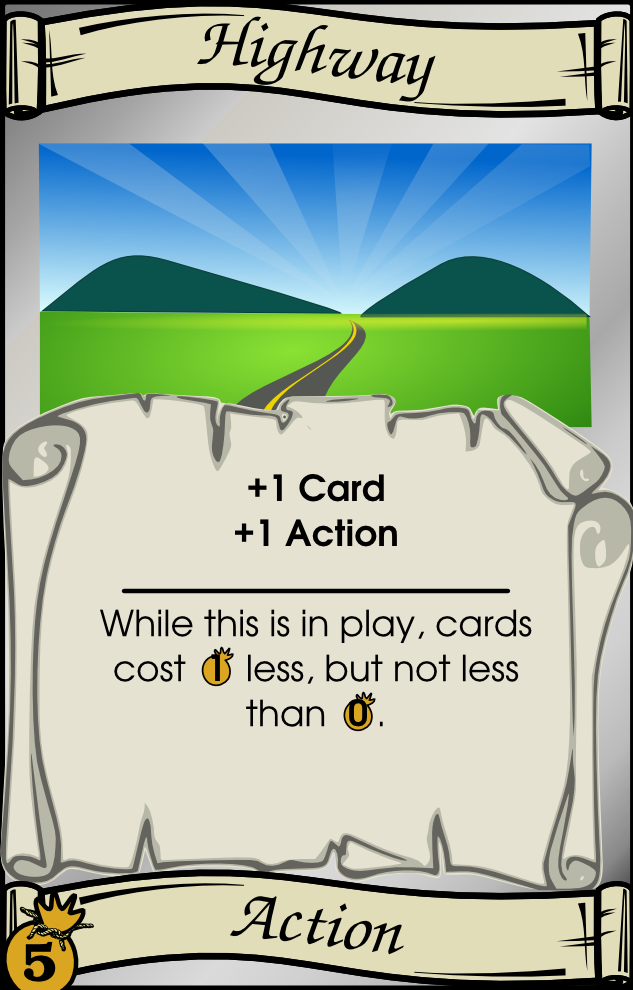 Highway
+1 Card
+1 Action
While this is in play, cards
cost 1 less, but not less
than 0.
Action
5